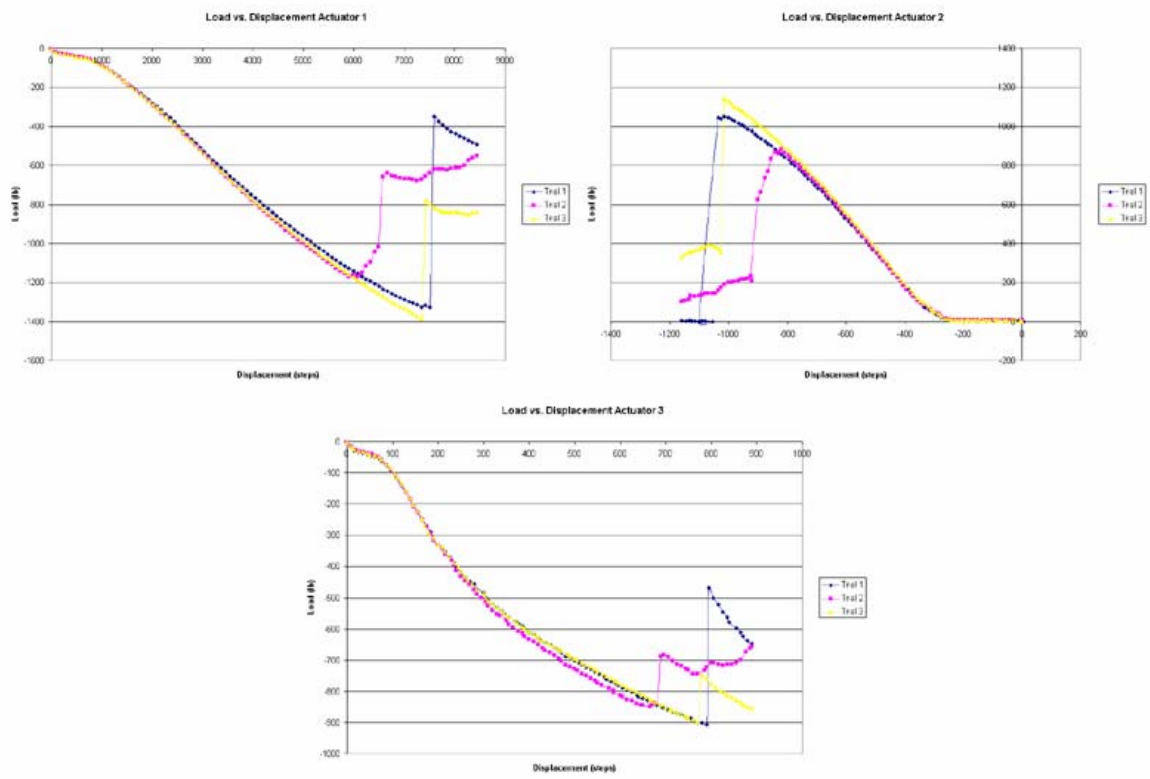 Load vs. Displacement Actuator 1
0
0 1000 2000 3000 4000 5000 6000 7000 8000 9000
-200
-400
-600
-800
-1000
-1200
-1400
-1600
Load (lb)
Displacement (steps)
Trial 1
Trial 2
Trial 3
Load vs. Displacement Actuator 2
1400
1200
1000
800
600
400
200
0
-1400 -1200 -1000 -800 -600 -400 -200 0 200
-200
Load (lb)
Displacement (steps)
Trial 1
Trial 2
Trial 3
Load vs. Displacement Actuator 3
0
0 100 200 300 400 500 600 700 800 900 1000
-100
-200
-300
-400
-500
-600
-700
-800
-900
-1000
Load (lb)
Displacement (steps)
Trial 1
Trial 2
Trial 3